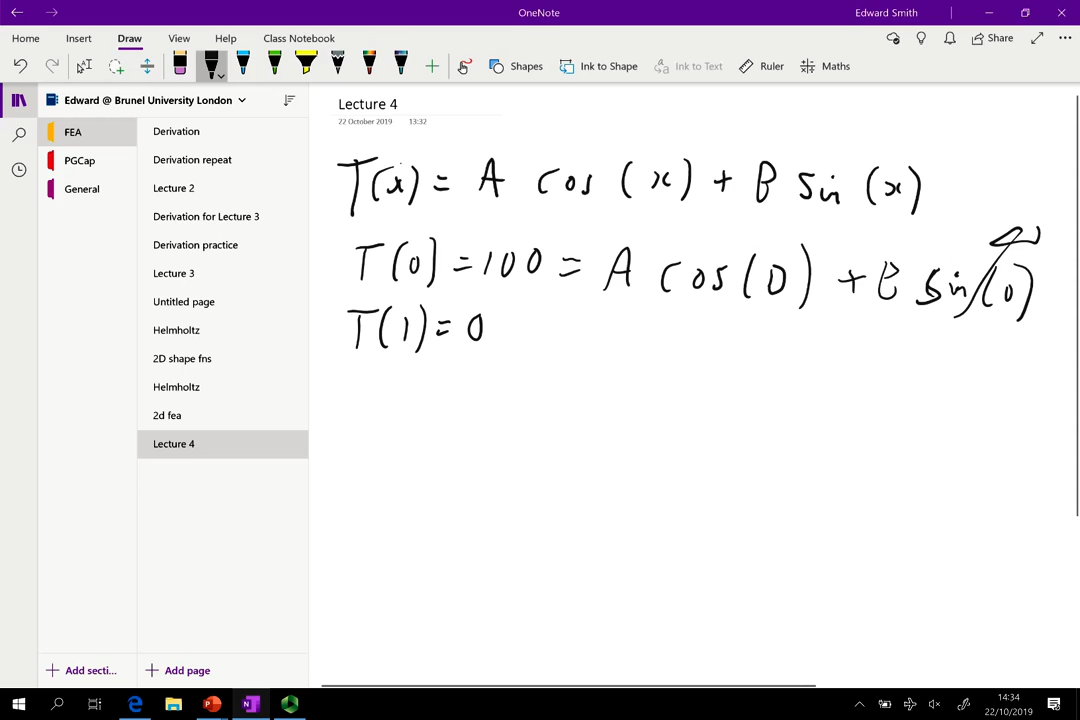 OneNote
Edward Smith
Home Insert Draw View Help Class Notebook
Share
Shapes Ink to Shape Ink to Text Ruler Maths
Edward @ Brunel University London
FEA
PGCap
General
Derivation
Derivation repeat
Lecture 2
Derivation for Lecture 3
Derivation practice
Lecture 3
Untitled page
Helmholtz
2D shape fns
Helmholtz
2d fea
Lecture 4
Add secti...
Add page
Lecture 4
22 October 2019 13:32
T(x) = A cos (x) + B sin (x)
T(0) = 100 = A cos(0) + B sin(0)
T(1) = 0
14:34
22/10/2019